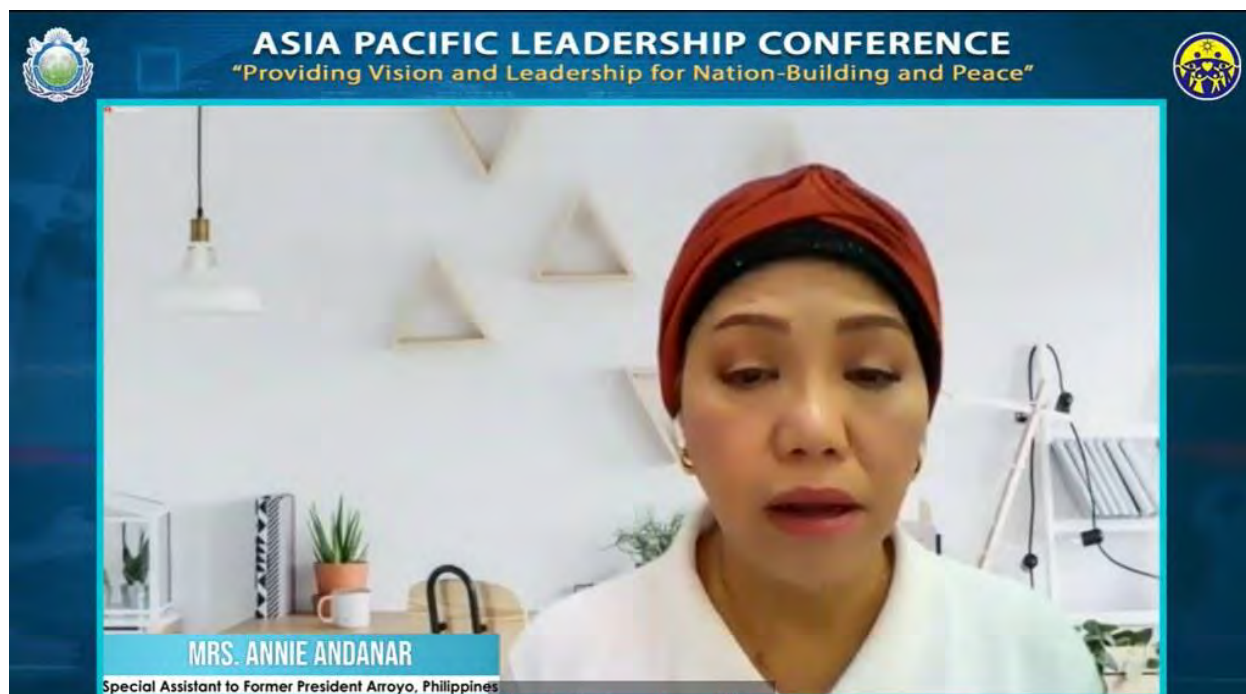 ASIA PACIFIC LEADERSHIP CONFERENCE
“Providing Vision and Leadership for Nation-Building and Peace”
MRS. ANNIE ANDANAR
Special Assistant to Former President Arroyo, Philippines